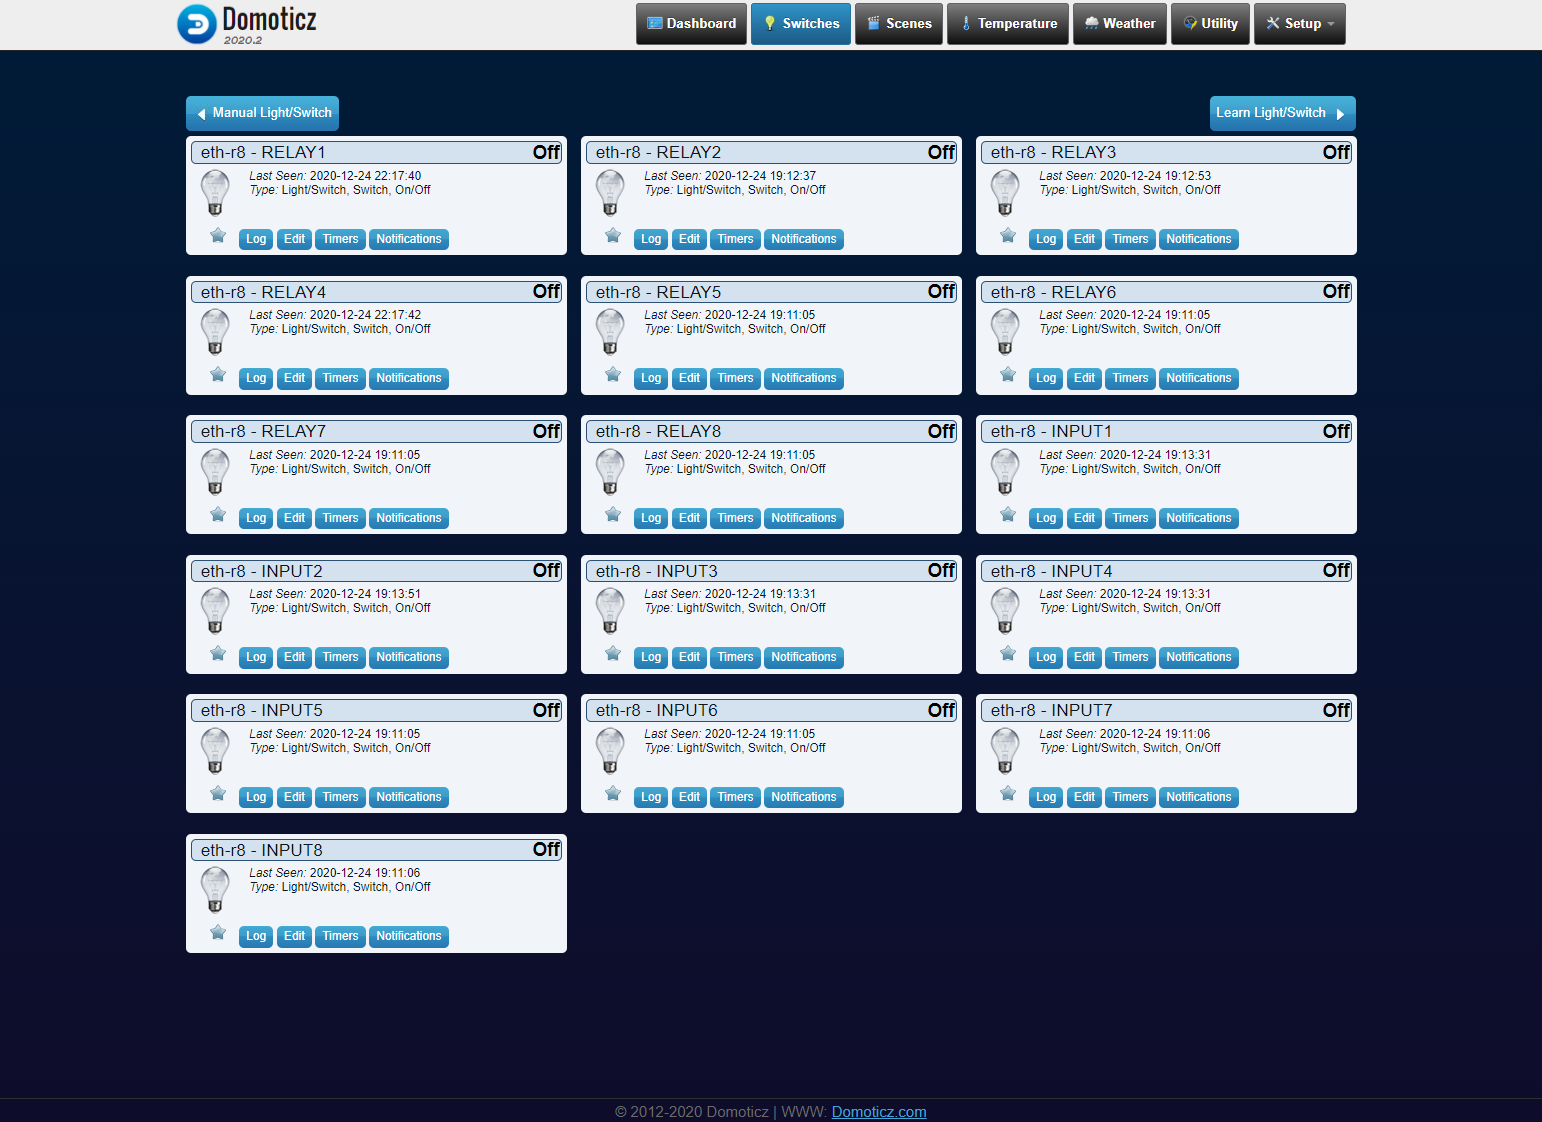 Domoticz
2020.2
Dashboard Switches Scenes Temperature Weather Utility Setup
Manual Light/Switch Learn Light/Switch
eth-r8 - RELAY1 Off
Last Seen: 2020-12-24 22:17:40
Type: Light/Switch, Switch, On/Off
Log Edit Timers Notifications
eth-r8 - RELAY2 Off
Last Seen: 2020-12-24 19:12:37
Type: Light/Switch, Switch, On/Off
Log Edit Timers Notifications
eth-r8 - RELAY3 Off
Last Seen: 2020-12-24 19:12:53
Type: Light/Switch, Switch, On/Off
Log Edit Timers Notifications
eth-r8 - RELAY4 Off
Last Seen: 2020-12-24 22:17:42
Type: Light/Switch, Switch, On/Off
Log Edit Timers Notifications
eth-r8 - RELAY5 Off
Last Seen: 2020-12-24 19:11:05
Type: Light/Switch, Switch, On/Off
Log Edit Timers Notifications
eth-r8 - RELAY6 Off
Last Seen: 2020-12-24 19:11:05
Type: Light/Switch, Switch, On/Off
Log Edit Timers Notifications
eth-r8 - RELAY7 Off
Last Seen: 2020-12-24 19:11:05
Type: Light/Switch, Switch, On/Off
Log Edit Timers Notifications
eth-r8 - RELAY8 Off
Last Seen: 2020-12-24 19:11:05
Type: Light/Switch, Switch, On/Off
Log Edit Timers Notifications
eth-r8 - INPUT1 Off
Last Seen: 2020-12-24 19:13:31
Type: Light/Switch, Switch, On/Off
Log Edit Timers Notifications
eth-r8 - INPUT2 Off
Last Seen: 2020-12-24 19:13:51
Type: Light/Switch, Switch, On/Off
Log Edit Timers Notifications
eth-r8 - INPUT3 Off
Last Seen: 2020-12-24 19:13:31
Type: Light/Switch, Switch, On/Off
Log Edit Timers Notifications
eth-r8 - INPUT4 Off
Last Seen: 2020-12-24 19:13:31
Type: Light/Switch, Switch, On/Off
Log Edit Timers Notifications
eth-r8 - INPUT5 Off
Last Seen: 2020-12-24 19:11:05
Type: Light/Switch, Switch, On/Off
Log Edit Timers Notifications
eth-r8 - INPUT6 Off
Last Seen: 2020-12-24 19:11:05
Type: Light/Switch, Switch, On/Off
Log Edit Timers Notifications
eth-r8 - INPUT7 Off
Last Seen: 2020-12-24 19:11:06
Type: Light/Switch, Switch, On/Off
Log Edit Timers Notifications
eth-r8 - INPUT8 Off
Last Seen: 2020-12-24 19:11:06
Type: Light/Switch, Switch, On/Off
Log Edit Timers Notifications
© 2012-2020 Domoticz | WWW: Domoticz.com